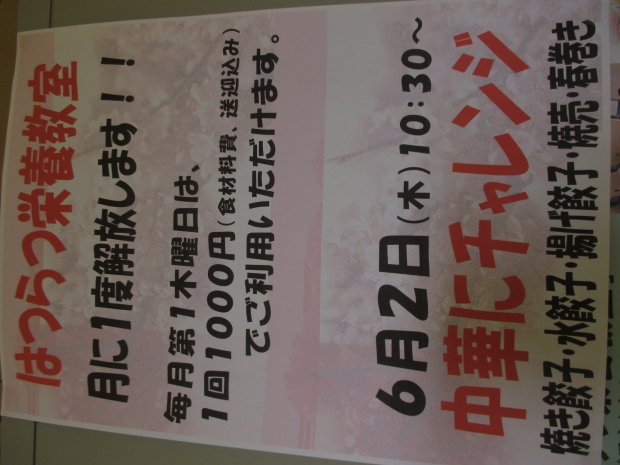 はつらつ栄養教室
月に1度解放します！！
毎月第1木曜日は、
1回1000円(食材料費、送迎込み)
でご利用いただけます。
6月2日(木)10:30～
中華にチャレンジ
焼き餃子・水餃子・揚げ餃子・焼売・春巻き